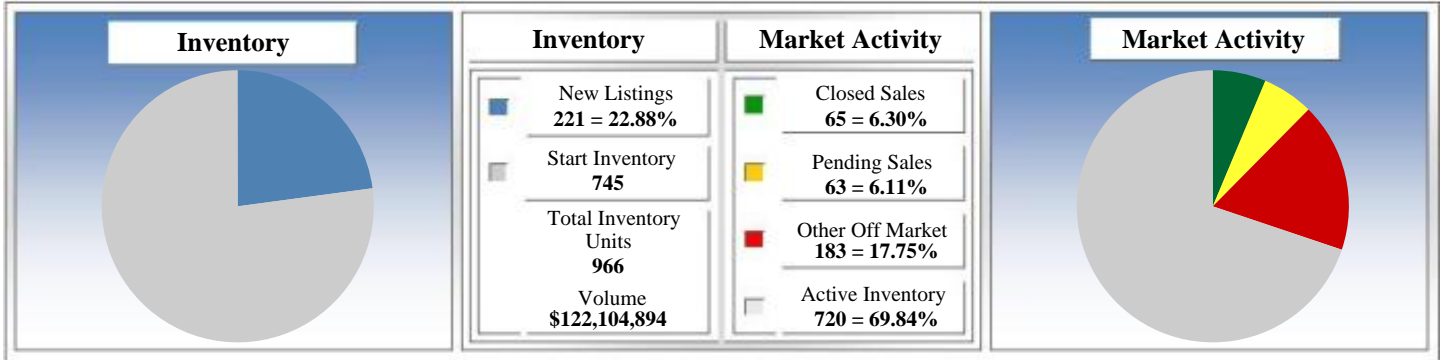 Inventory
Inventory
Market Activity
Market Activity
New Listings
221 = 22.88%
Start Inventory
745
Total Inventory
Units
966
Volume
$122,104,894
Closed Sales
65 = 6.30%
Pending Sales
63 = 6.11%
Other Off Market
183 = 17.75%
Active Inventory
720 = 69.84%